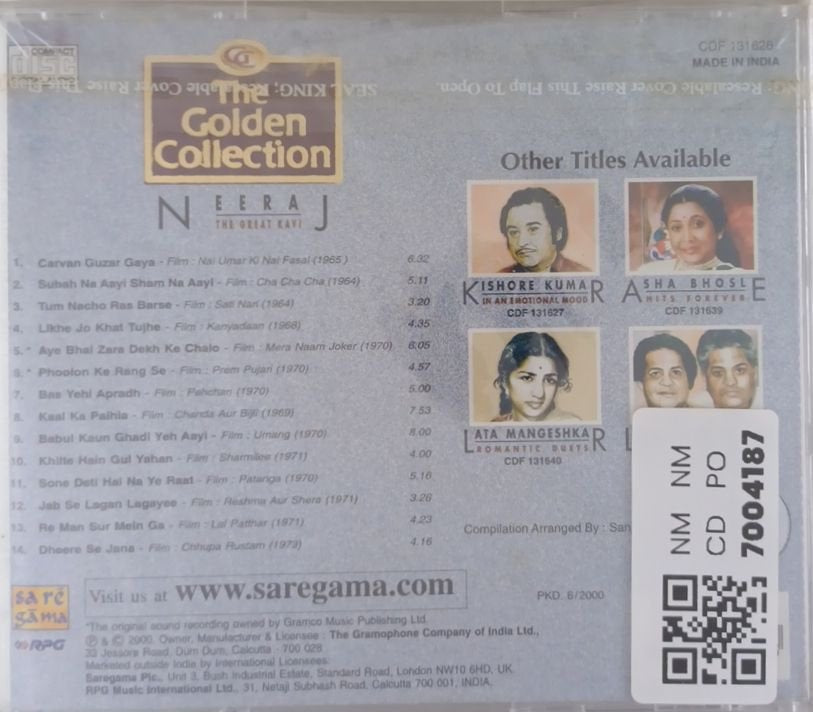 COMPACT
disc
DIGITAL AUDIO
CDF 131626
MADE IN INDIA
SEAL KING; Resealable Cover Raise This Flap To Open.
The
Golden
Collection
NEERAJ
THE GREAT KAVI
1. Carvan Guzar Gaya - Film : Nai Umar Ki Nai Fasal (1965 ) 6.32
2. Subah Na Aayi Sham Na Aayi - Film : Cha Cha Cha (1964) 5.11
3. Tum Nacho Ras Barse - Film : Sati Nari (1964) 3.20
4. Likhe Jo Khat Tujhe - Film : Kanyadaan (1968) 4.35
5.* Aye Bhai Zara Dekh Ke Chalo - Film : Mera Naam Joker (1970) 6.05
6.* Phoolon Ke Rang Se - Film : Prem Pujari (1970) 4.57
7. Bas Yehi Apradh - Film : Pehchan (1970) 5.00
8. Kaal Ka Pahia - Film : Chanda Aur Bijli (1969) 7.53
9. Babul Kaun Ghadi Yeh Aayi - Film : Umang (1970) 8.00
10. Khilte Hain Gul Yahan - Film : Sharmilee (1971) 4.00
11. Sone Deti Hai Na Ye Raat - Film : Patanga (1970) 5.16
12. Jab Se Lagan Lagayee - Film : Reshma Aur Shera (1971) 3.26
13. Re Man Sur Mein Ga - Film : Lal Patthar (1971) 4.23
14. Dheere Se Jana - Film : Chhupa Rustam (1973) 4.16
Other Titles Available
KISHORE KUMAR
IN AN EMOTIONAL MOOD
CDF 131627
ASHA BHOSLE
HITS FOREVER
CDF 131639
LATA MANGESHKAR
ROMANTIC DUETS
CDF 131640
L
Compilation Arranged By : San
NM NM
CD PO
7004187
sa re
gama
RPG
Visit us at www.saregama.com
PKD. 6/2000
*The original sound recording owned by Gramco Music Publishing Ltd.
℗ & © 2000. Owner, Manufacturer & Licensee : The Gramophone Company of India Ltd.,
33 Jessore Road, Dum Dum, Calcutta - 700 028
Marketed outside India by International Licensees:
Saregama Plc., Unit 3, Bush Industrial Estate, Standard Road, London NW10 6HD, UK.
RPG Music International Ltd., 31, Netaji Subhash Road, Calcutta 700 001, INDIA.